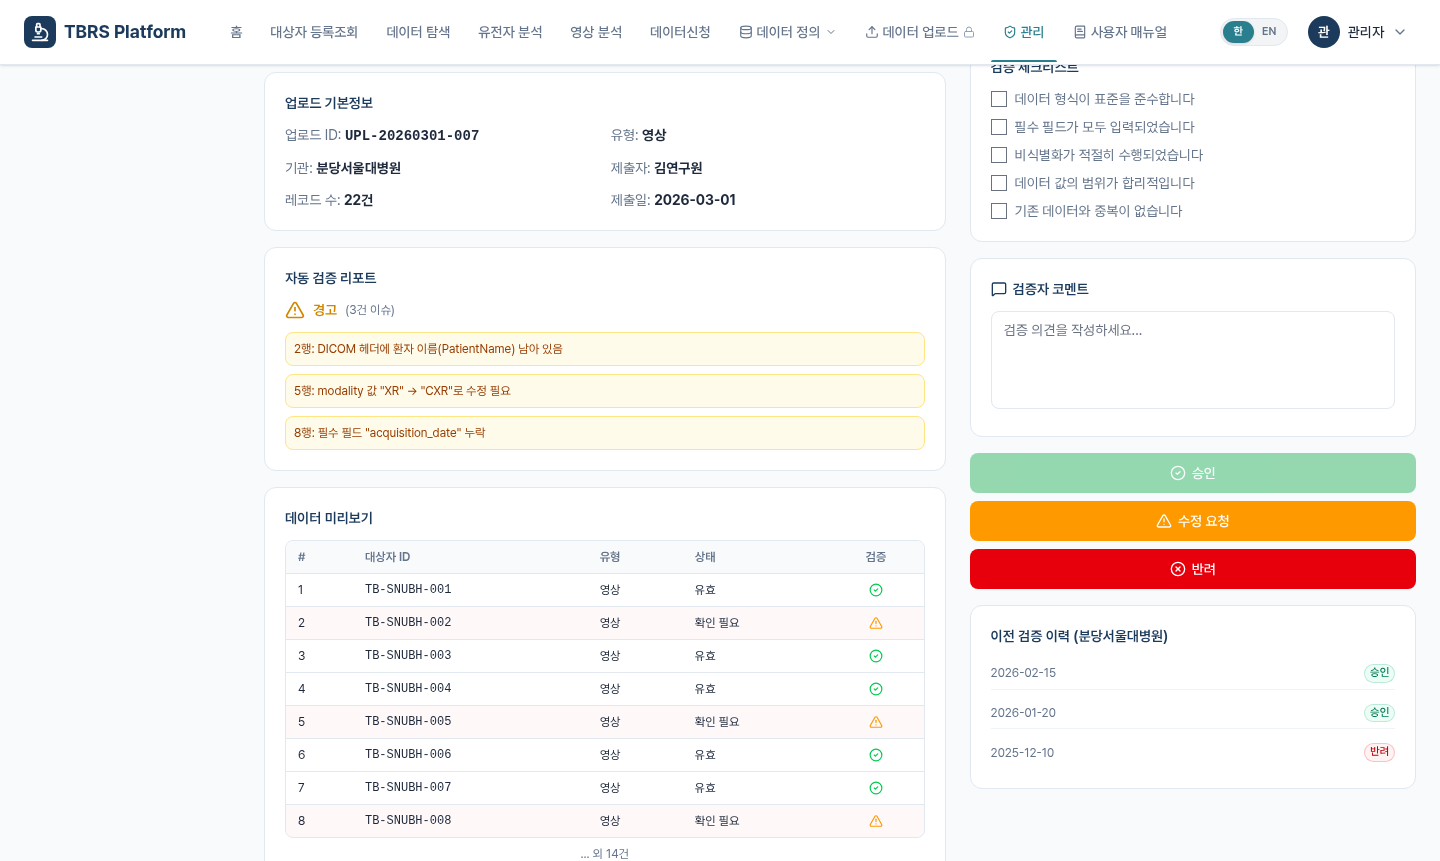 TBRS Platform
홈
대상자 등록조회
데이터 탐색
유전자 분석
영상 분석
데이터신청
데이터 정의
데이터 업로드
관리
사용자 매뉴얼
한
EN
관
관리자
업로드 기본정보
업로드 ID: UPL-20260301-007
유형: 영상
기관: 분당서울대병원
제출자: 김연구원
레코드 수: 22건
제출일: 2026-03-01
자동 검증 리포트
경고 (3건 이슈)
2행: DICOM 헤더에 환자 이름(PatientName) 남아 있음
5행: modality 값 "XR" → "CXR"로 수정 필요
8행: 필수 필드 "acquisition_date" 누락
데이터 미리보기
# 대상자 ID 유형 상태 검증
1 TB-SNUBH-001 영상 유효
2 TB-SNUBH-002 영상 확인 필요
3 TB-SNUBH-003 영상 유효
4 TB-SNUBH-004 영상 유효
5 TB-SNUBH-005 영상 확인 필요
6 TB-SNUBH-006 영상 유효
7 TB-SNUBH-007 영상 유효
8 TB-SNUBH-008 영상 확인 필요
... 외 14건
검증 체크리스트
데이터 형식이 표준을 준수합니다
필수 필드가 모두 입력되었습니다
비식별화가 적절히 수행되었습니다
데이터 값의 범위가 합리적입니다
기존 데이터와 중복이 없습니다
검증자 코멘트
검증 의견을 작성하세요...
승인
수정 요청
반려
이전 검증 이력 (분당서울대병원)
2026-02-15 승인
2026-01-20 승인
2025-12-10 반려